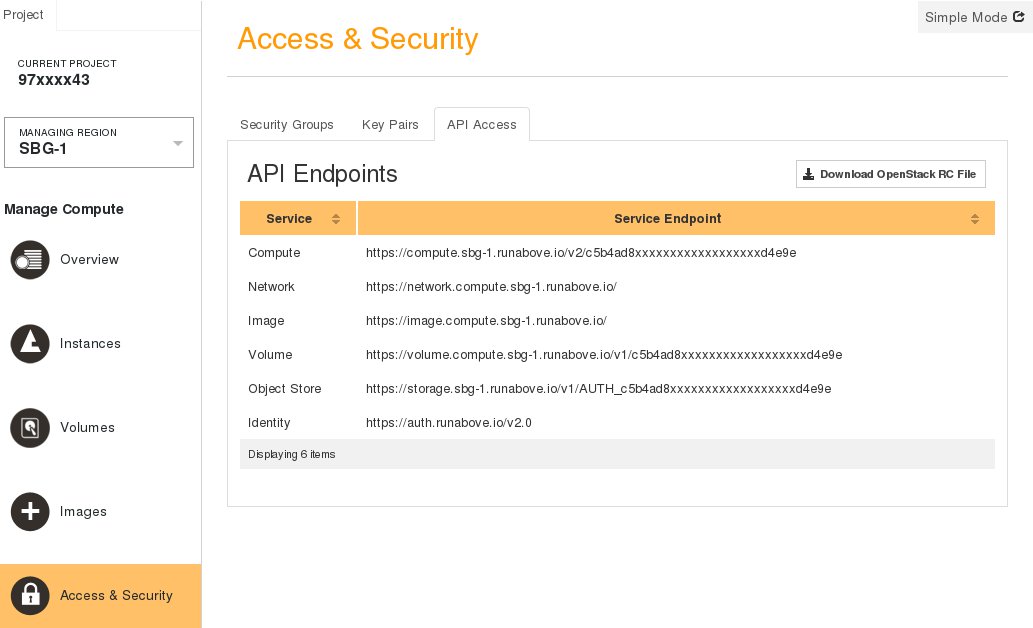 Project
Simple Mode
CURRENT PROJECT
97xxxx43
MANAGING REGION
SBG-1
Manage Compute
Overview
Instances
Volumes
Images
Access & Security
Access & Security
Security Groups Key Pairs API Access
API Endpoints
Download OpenStack RC File
Service Service Endpoint
Compute https://compute.sbg-1.runabove.io/v2/c5b4ad8xxxxxxxxxxxxxxxxxxd4e9e
Network https://network.compute.sbg-1.runabove.io/
Image https://image.compute.sbg-1.runabove.io/
Volume https://volume.compute.sbg-1.runabove.io/v1/c5b4ad8xxxxxxxxxxxxxxxxxxd4e9e
Object Store https://storage.sbg-1.runabove.io/v1/AUTH_c5b4ad8xxxxxxxxxxxxxxxxxxd4e9e
Identity https://auth.runabove.io/v2.0
Displaying 6 items